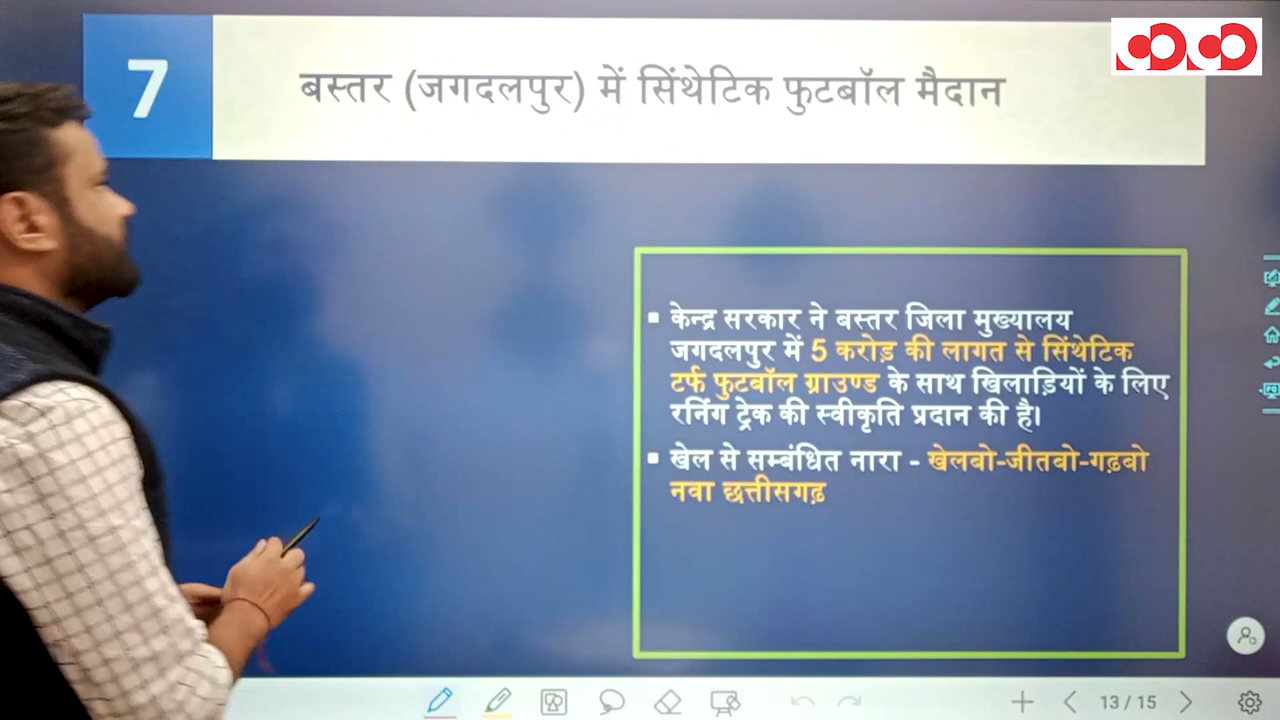 7
बस्तर (जगदलपुर) में सिंथेटिक फुटबॉल मैदान
▪ केन्द्र सरकार ने बस्तर जिला मुख्यालय
जगदलपुर में 5 करोड़ की लागत से सिंथेटिक
टर्फ फुटबॉल ग्राउण्ड के साथ खिलाड़ियों के लिए
रनिंग ट्रेक की स्वीकृति प्रदान की है।
▪ खेल से सम्बंधित नारा - खेलबो-जीतबो-गढ़बो
नवा छत्तीसगढ़
13 / 15